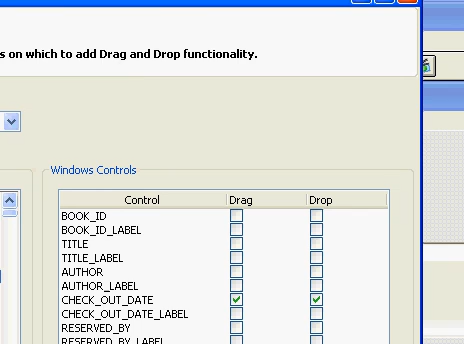 s on which to add Drag and Drop functionality.
Windows Controls
Control Drag Drop
BOOK_ID
BOOK_ID_LABEL
TITLE
TITLE_LABEL
AUTHOR
AUTHOR_LABEL
CHECK_OUT_DATE
CHECK_OUT_DATE_LABEL
RESERVED_BY
RESERVED_BY_LABEL